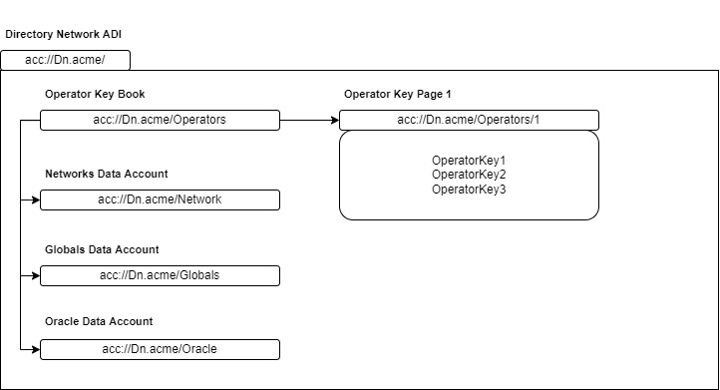 Directory Network ADI
acc://Dn.acme/
Operator Key Book
acc://Dn.acme/Operators
Operator Key Page 1
acc://Dn.acme/Operators/1
OperatorKey1
OperatorKey2
OperatorKey3
Networks Data Account
acc://Dn.acme/Network
Globals Data Account
acc://Dn.acme/Globals
Oracle Data Account
acc://Dn.acme/Oracle